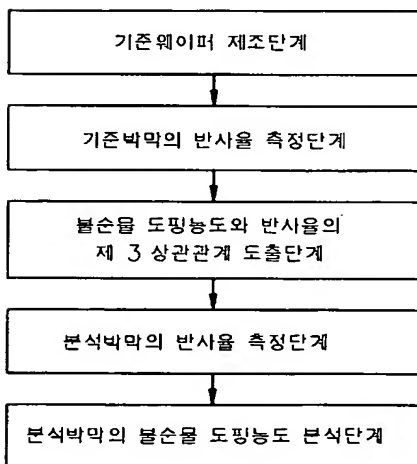 기준웨이퍼 제조단계
기준박막의 반사율 측정단계
불순물 도핑농도와 반사율의
제 3 상관관계 도출단계
분석박막의 반사율 측정단계
분석박막의 불순물 도핑농도 분석단계